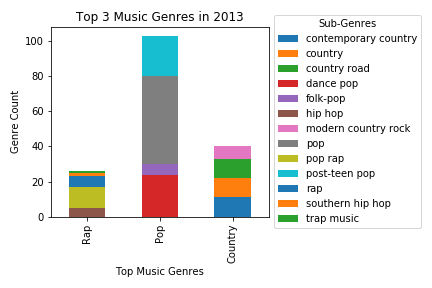 Top 3 Music Genres in 2013
Genre Count
100
80
60
40
20
0
Rap
Pop
Country
Top Music Genres
Sub-Genres
contemporary country
country
country road
dance pop
folk-pop
hip hop
modern country rock
pop
pop rap
post-teen pop
rap
southern hip hop
trap music